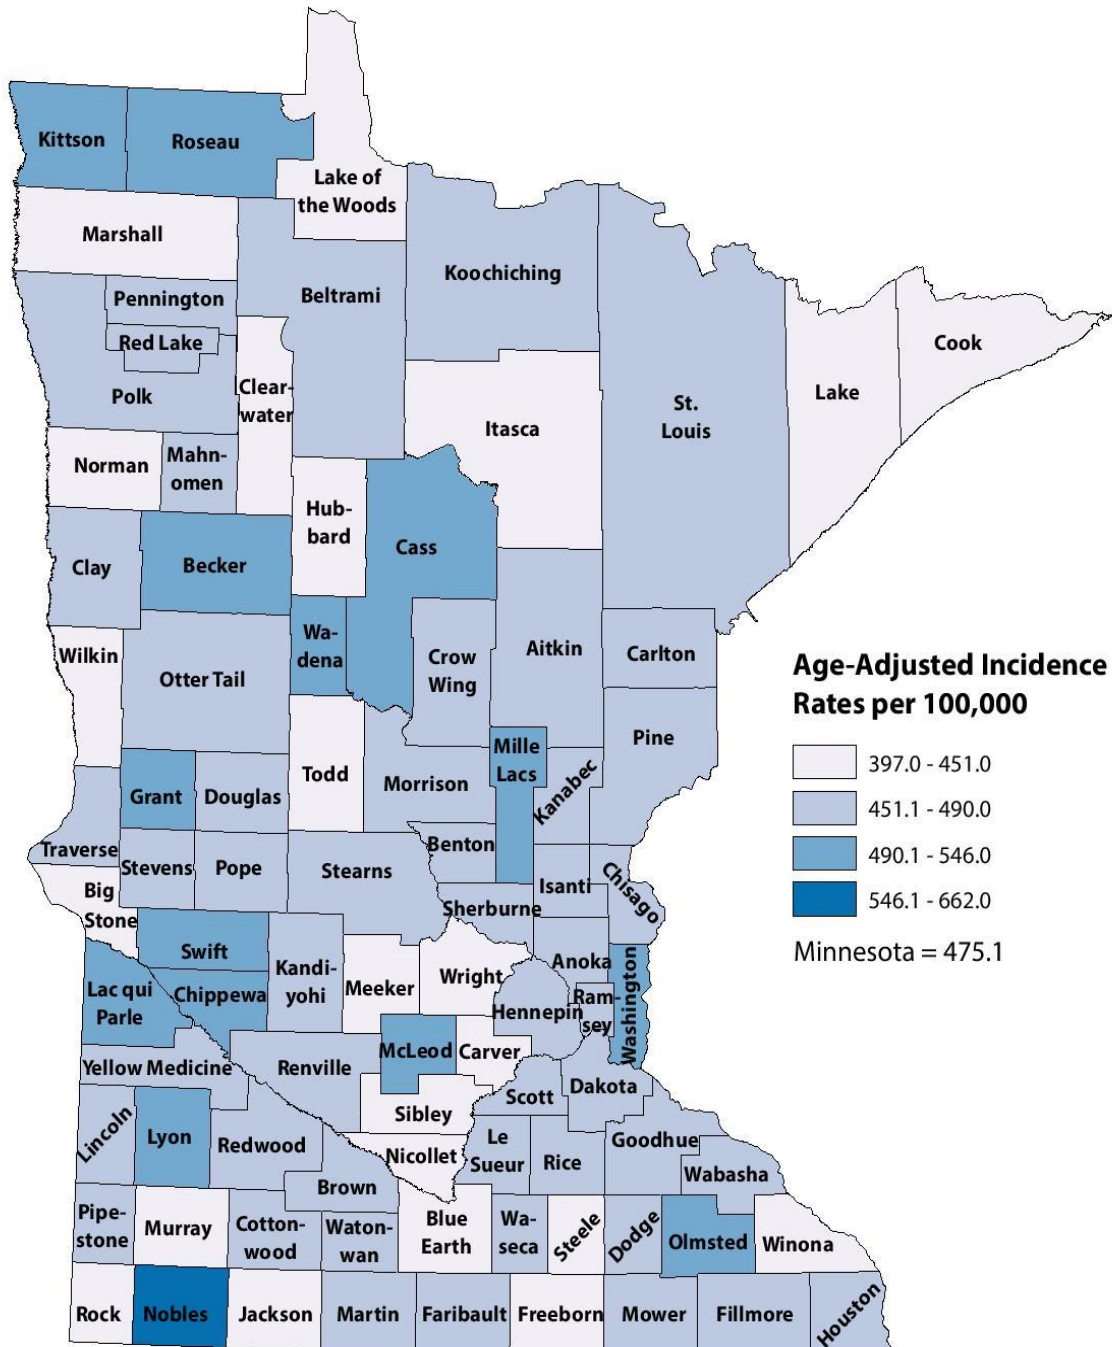 Kittson
Roseau
Lake of
the Woods
Marshall
Koochiching
Beltrami
Pennington
Red Lake
Cook
Clear-
water
Lake
Polk
St.
Louis
Itasca
Norman
Mahn-
omen
Hub-
bard
Cass
Becker
Clay
Wa-
dena
Wilkin
Aitkin
Carlton
Crow
Wing
Otter Tail
Age-Adjusted Incidence
Rates per 100,000
397.0 - 451.0
451.1 - 490.0
490.1 - 546.0
546.1 - 662.0
Minnesota = 475.1
Pine
Mille
Lacs
Todd
Morrison
Kanabec
Grant
Douglas
Traverse
Benton
Stevens
Pope
Stearns
Isanti
Chisago
Big
Stone
Sherburne
Swift
Anoka
Kandi-
yohi
Meeker
Wright
Lac qui
Parle
Chippewa
Hennepin
Ram-
sey
Washington
McLeod
Carver
Yellow Medicine
Renville
Dakota
Scott
Sibley
Lincoln
Lyon
Redwood
Le
Sueur
Rice
Goodhue
Nicollet
Wabasha
Brown
Pipe-
stone
Murray
Cotton-
wood
Waton-
wan
Blue
Earth
Wa-
seca
Steele
Dodge
Olmsted
Winona
Rock
Nobles
Jackson
Martin
Faribault
Freeborn
Mower
Fillmore
Houston